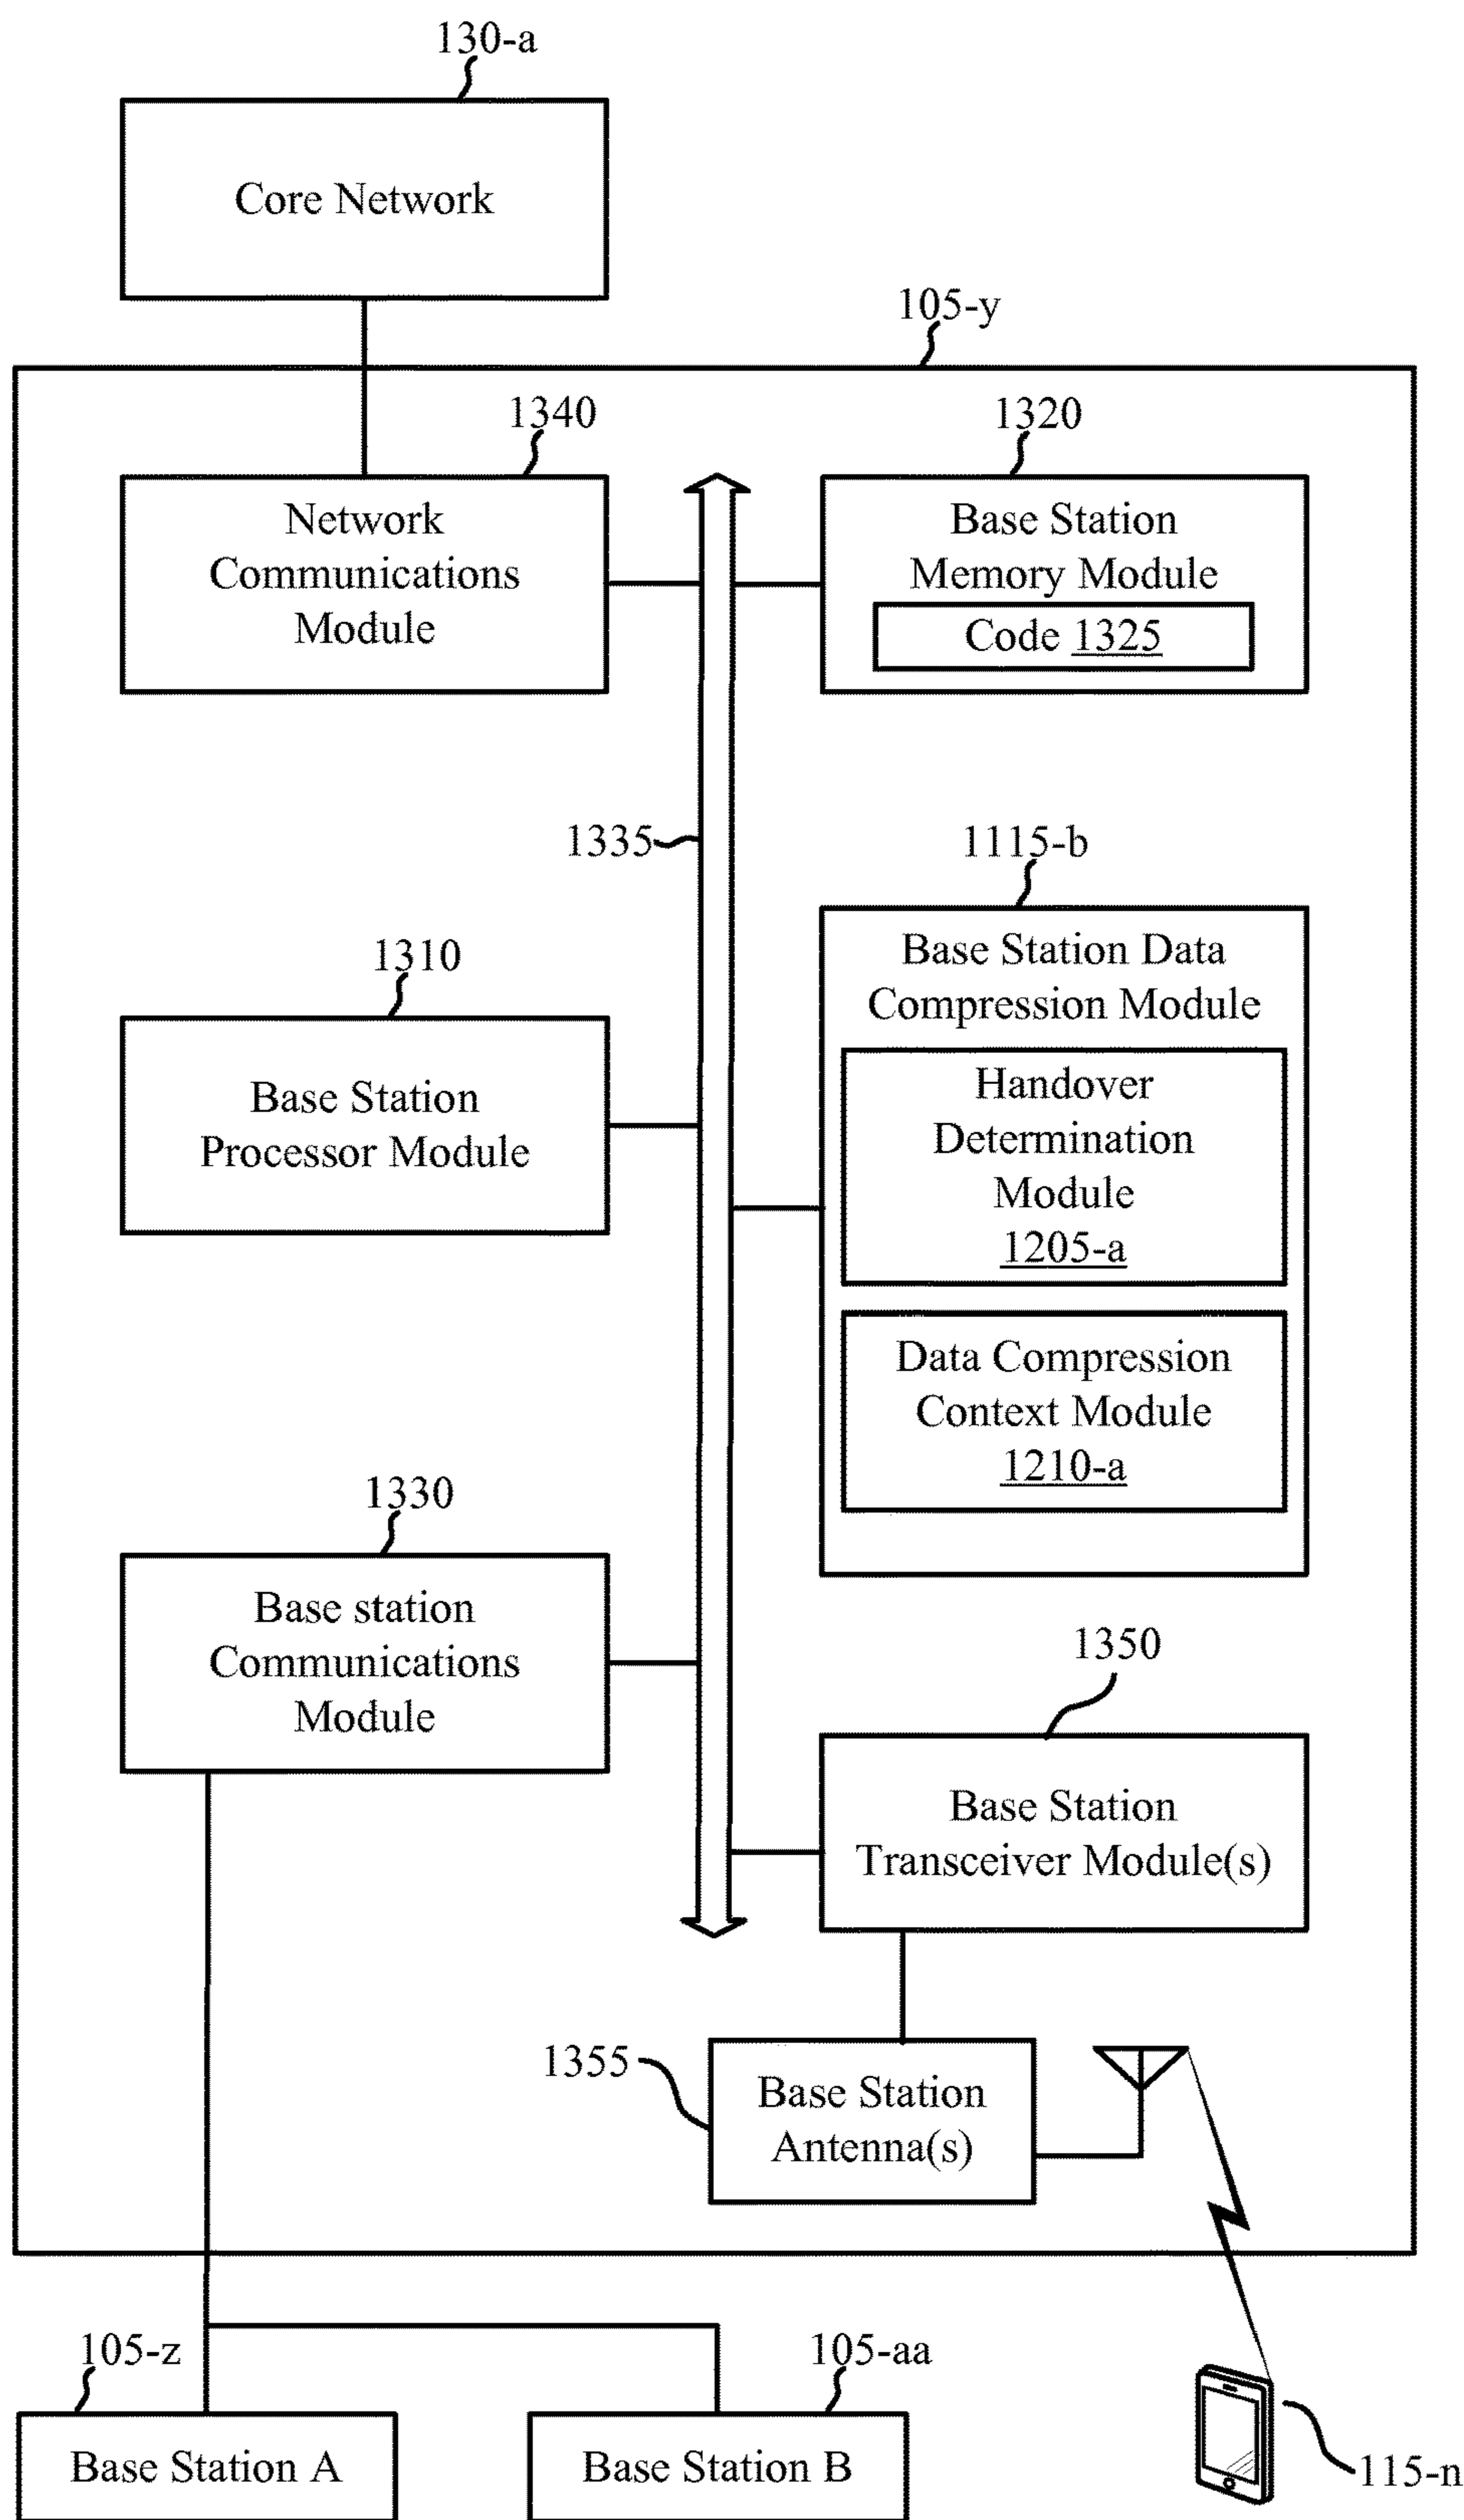 130-a
Core Network
105-y
1340
1320
Network
Communications
Module
Base Station
Memory Module
Code 1325
1335
1115-b
Base Station Data
Compression Module
Handover
Determination
Module
1205-a
Data Compression
Context Module
1210-a
1310
Base Station
Processor Module
1330
Base station
Communications
Module
1350
Base Station
Transceiver Module(s)
1355
Base Station
Antenna(s)
105-z
105-aa
Base Station A
Base Station B
115-n